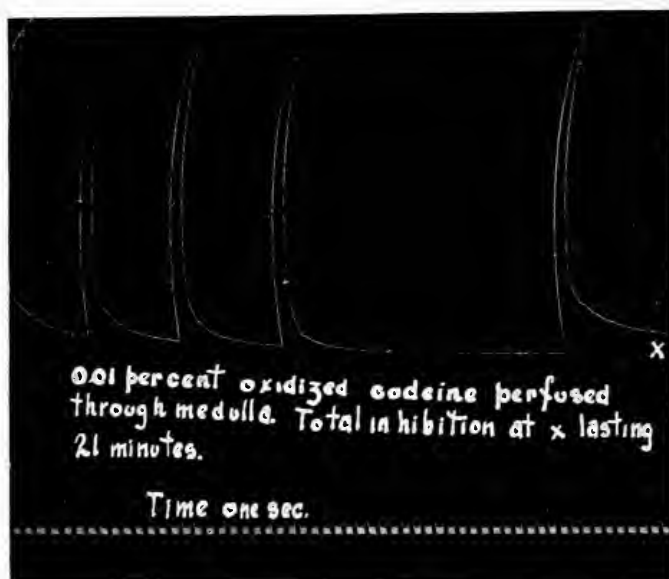 x
0.01 percent oxidized codeine perfused
through medulla. Total inhibition at x lasting
21 minutes.
Time one sec.